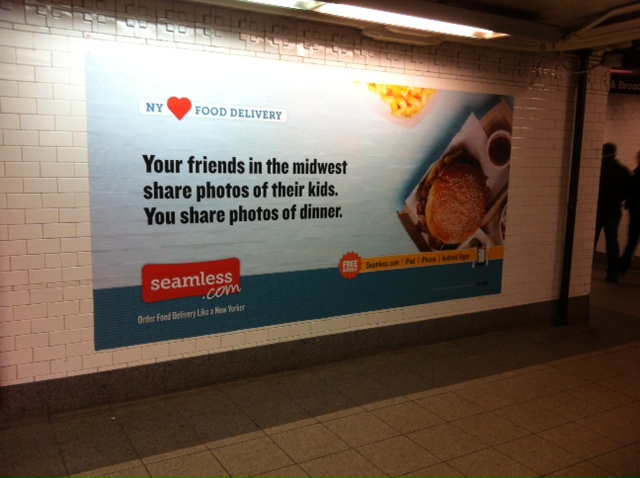 NY FOOD DELIVERY
& Broad
Your friends in the midwest
share photos of their kids.
You share photos of dinner.
FREE
Seamless.com | iPad | iPhone | Android Apps
seamless
.com
Order Food Delivery Like a New Yorker